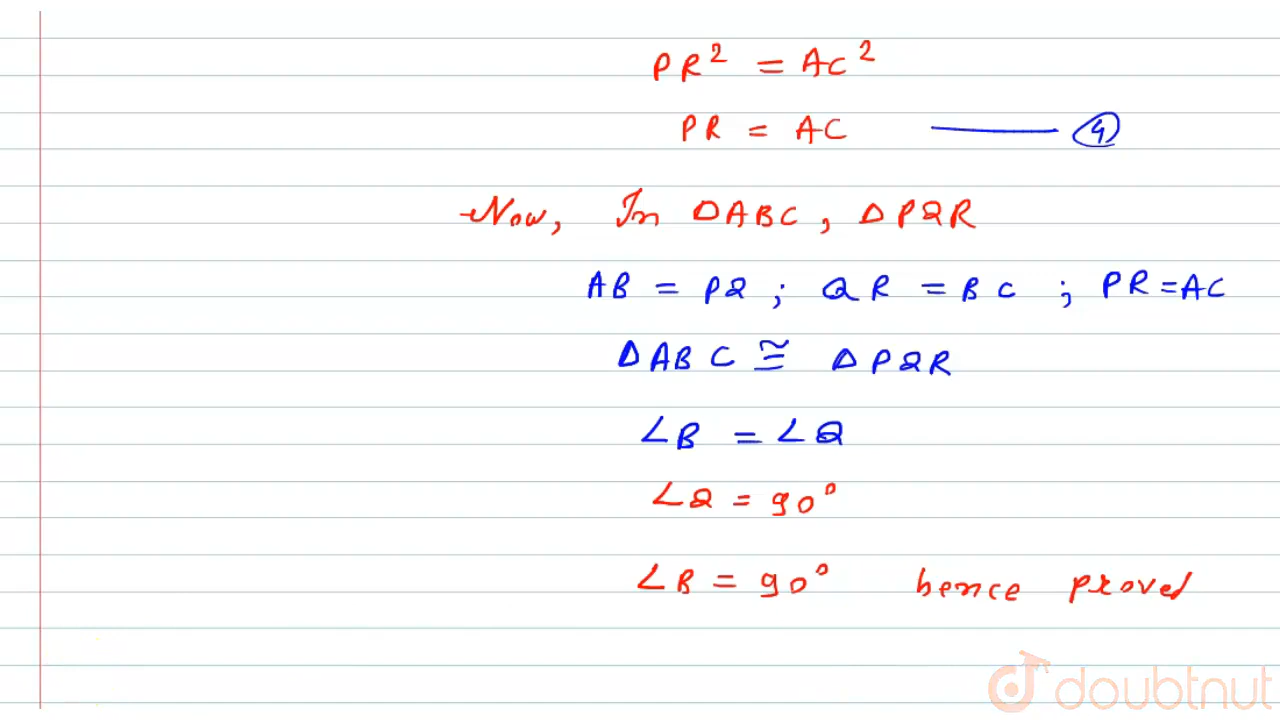 PR² = AC²
PR = AC —— ④
Now, In ΔABC, ΔPQR
AB = PQ ; QR = BC ; PR = AC
ΔABC ≅ ΔPQR
∠B = ∠Q
∠Q = 90°
∠B = 90° hence proved
doubtnut